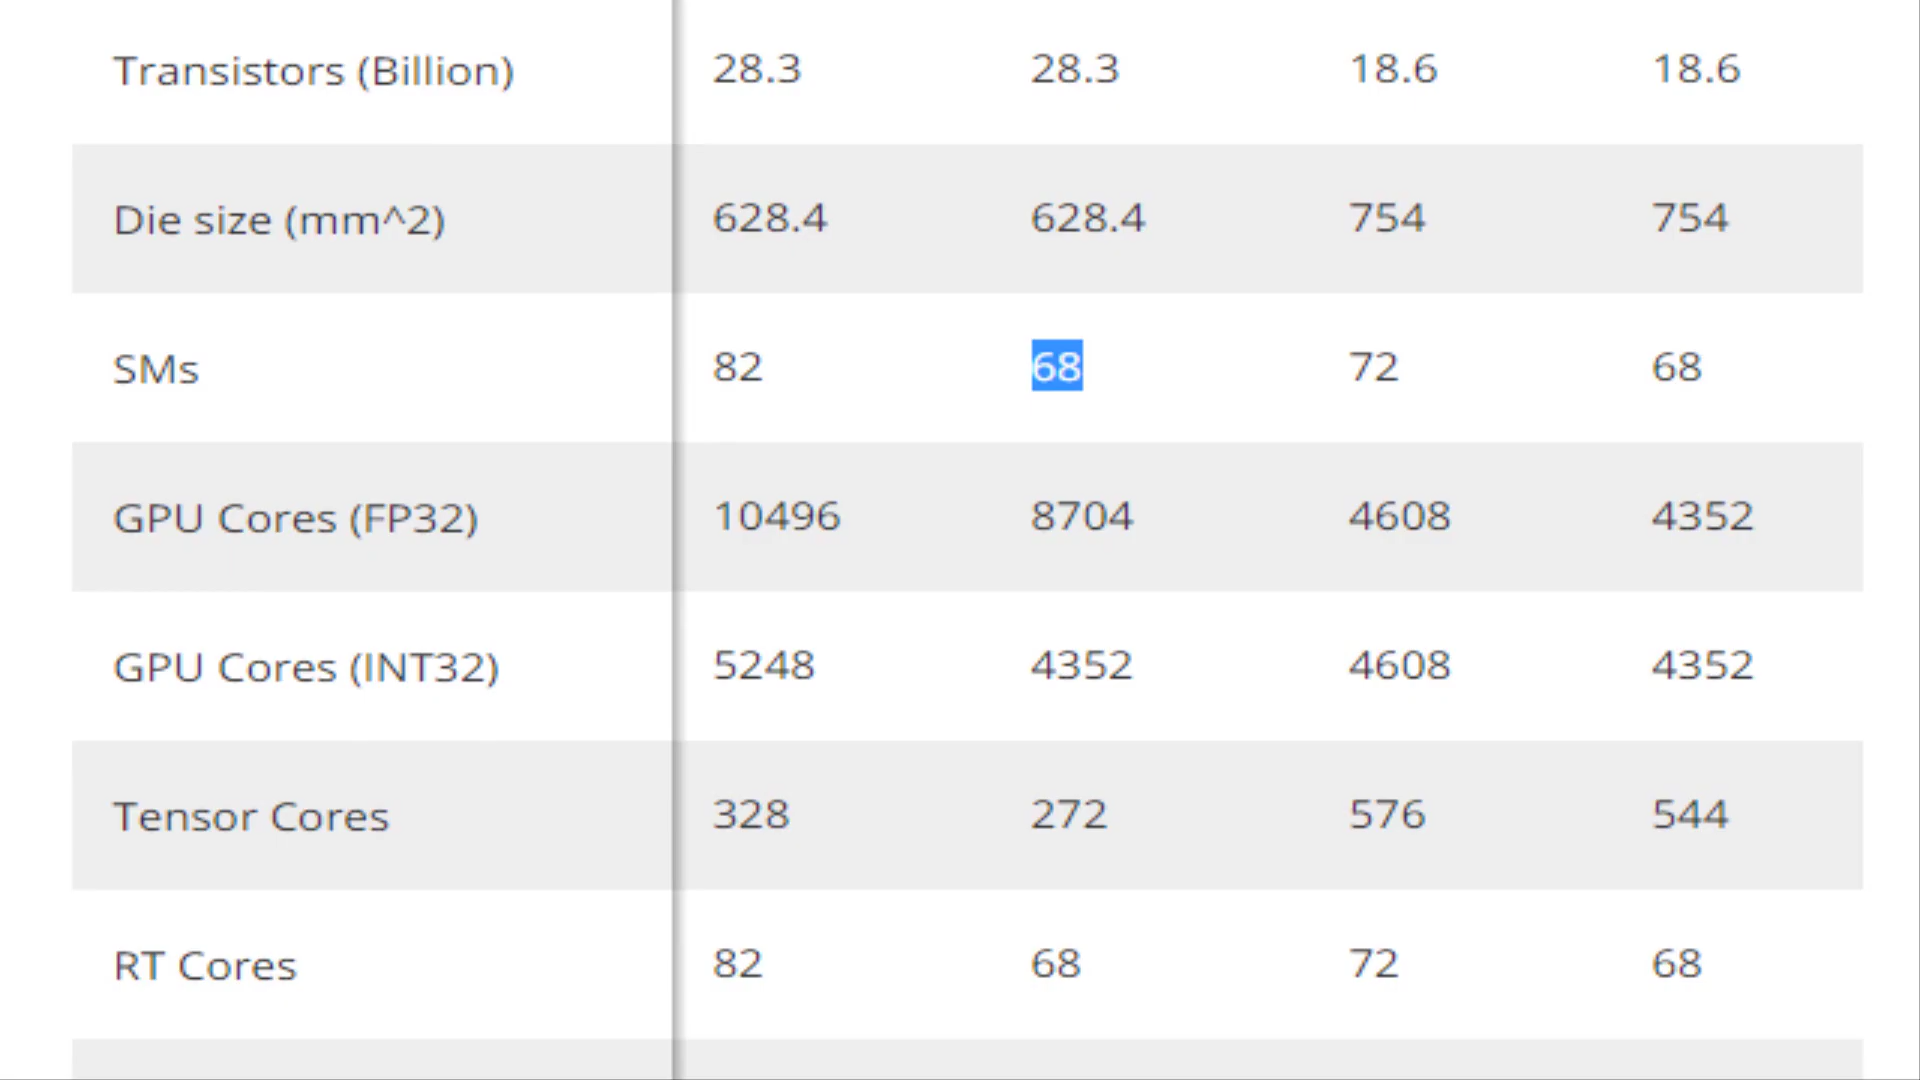 Transistors (Billion) 28.3 28.3 18.6 18.6
Die size (mm^2) 628.4 628.4 754 754
SMs 82 68 72 68
GPU Cores (FP32) 10496 8704 4608 4352
GPU Cores (INT32) 5248 4352 4608 4352
Tensor Cores 328 272 576 544
RT Cores 82 68 72 68